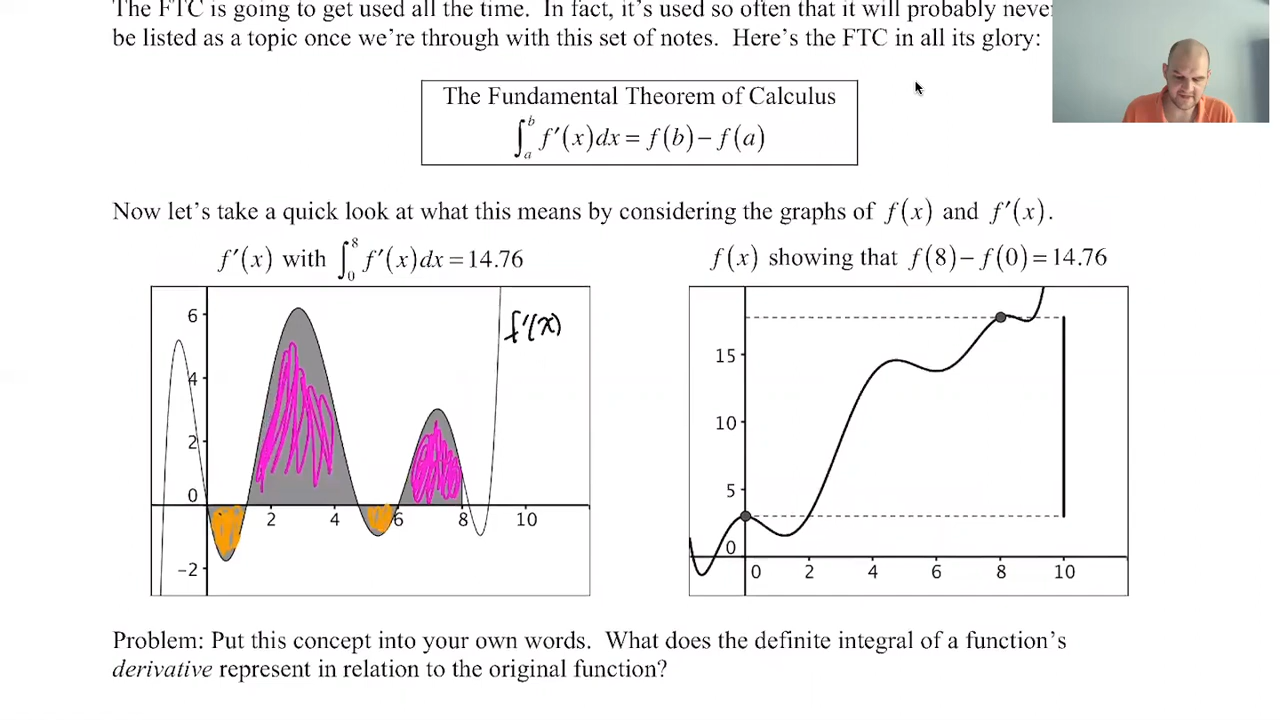 The FTC is going to get used all the time. In fact, it's used so often that it will probably
be listed as a topic once we're through with this set of notes. Here's the FTC in all its glory:
The Fundamental Theorem of Calculus
∫_a^b f′(x)dx = f(b) − f(a)
Now let's take a quick look at what this means by considering the graphs of f(x) and f′(x).
f′(x) with ∫_0^8 f′(x)dx = 14.76
f(x) showing that f(8) − f(0) = 14.76
f'(x)
6
4
2
0
−2
2 4 6 8 10
15
10
5
0
0 2 4 6 8 10
Problem: Put this concept into your own words. What does the definite integral of a function's
derivative represent in relation to the original function?